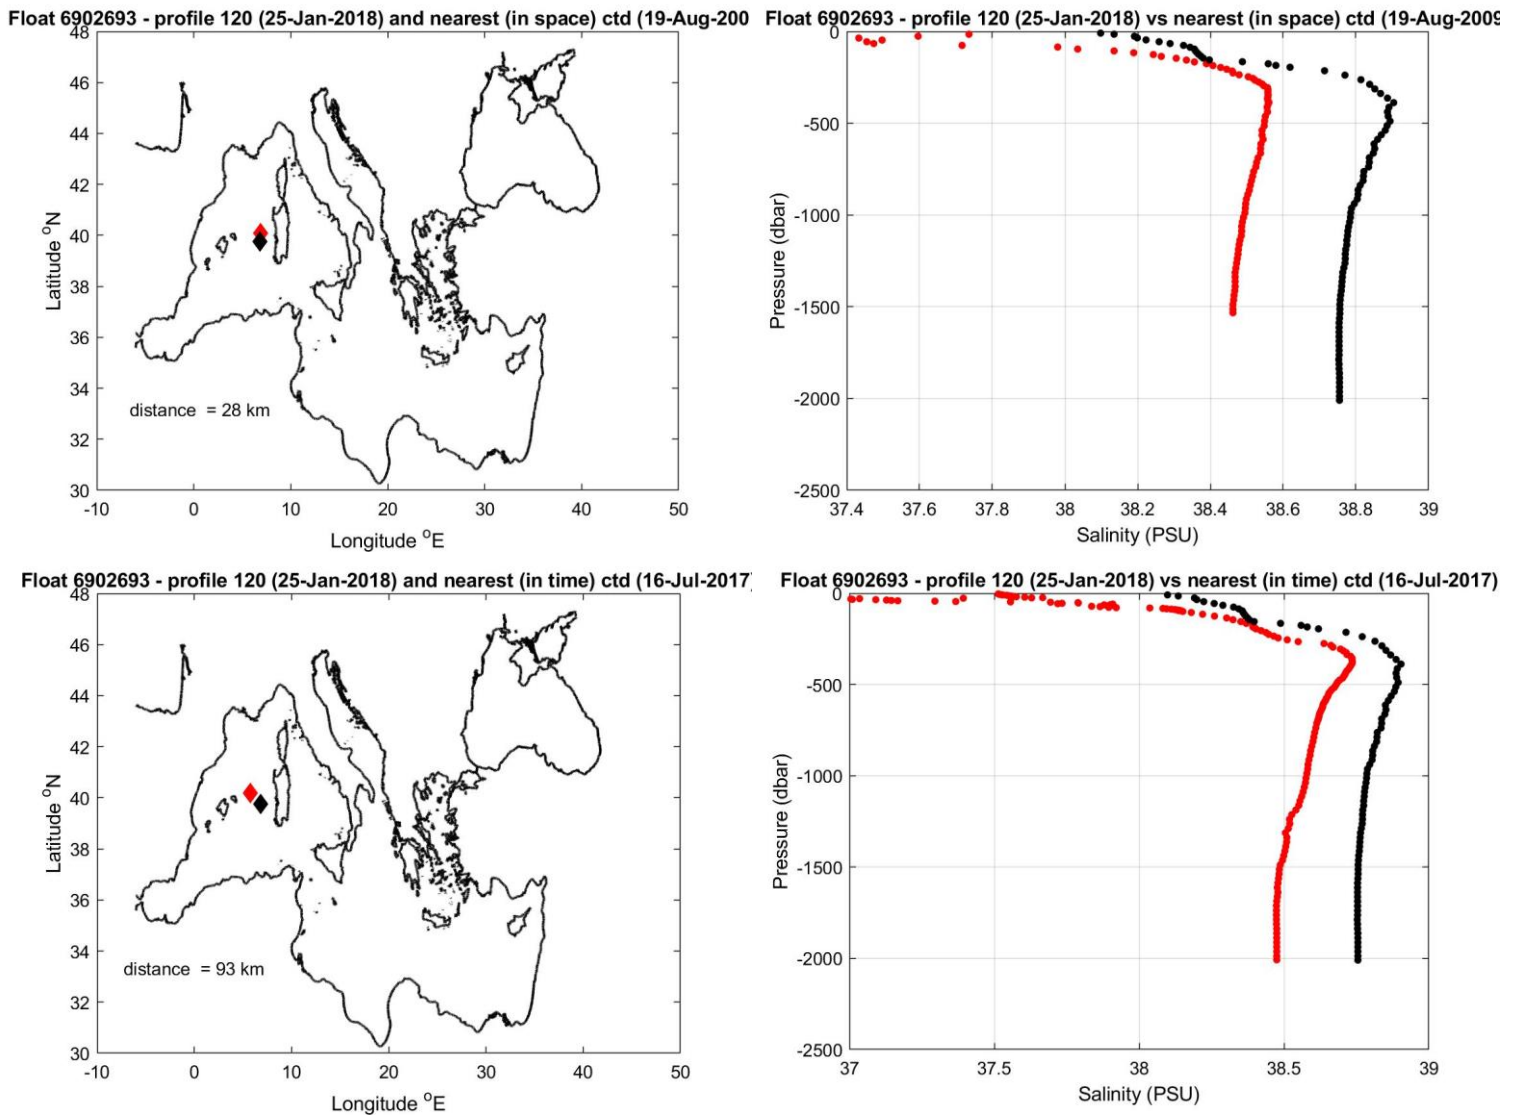 Float 6902693 - profile 120 (25-Jan-2018) and nearest (in space) ctd (19-Aug-200
48
46
44
42
40
38
36
34
32
30
Latitude °N
distance = 28 km
-10 0 10 20 30 40 50
Longitude °E
Float 6902693 - profile 120 (25-Jan-2018) vs nearest (in space) ctd (19-Aug-2009
0
-500
-1000
-1500
-2000
-2500
Pressure (dbar)
37.4 37.6 37.8 38 38.2 38.4 38.6 38.8 39
Salinity (PSU)
Float 6902693 - profile 120 (25-Jan-2018) and nearest (in time) ctd (16-Jul-2017)
48
46
44
42
40
38
36
34
32
30
Latitude °N
distance = 93 km
-10 0 10 20 30 40 50
Longitude °E
Float 6902693 - profile 120 (25-Jan-2018) vs nearest (in time) ctd (16-Jul-2017)
0
-500
-1000
-1500
-2000
-2500
Pressure (dbar)
37 37.5 38 38.5 39
Salinity (PSU)